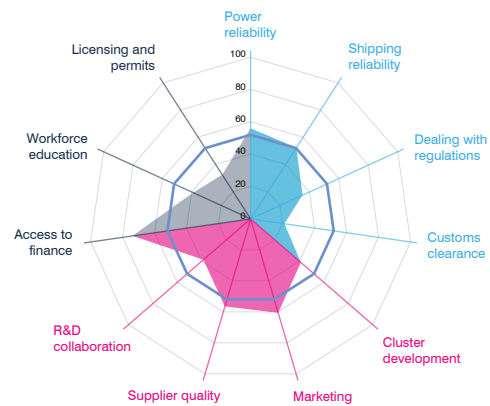 Power
reliability
Shipping
reliability
Dealing with
regulations
Customs
clearance
Cluster
development
Marketing
Supplier quality
R&D
collaboration
Access to
finance
Workforce
education
Licensing and
permits
100
80
60
40
20
0